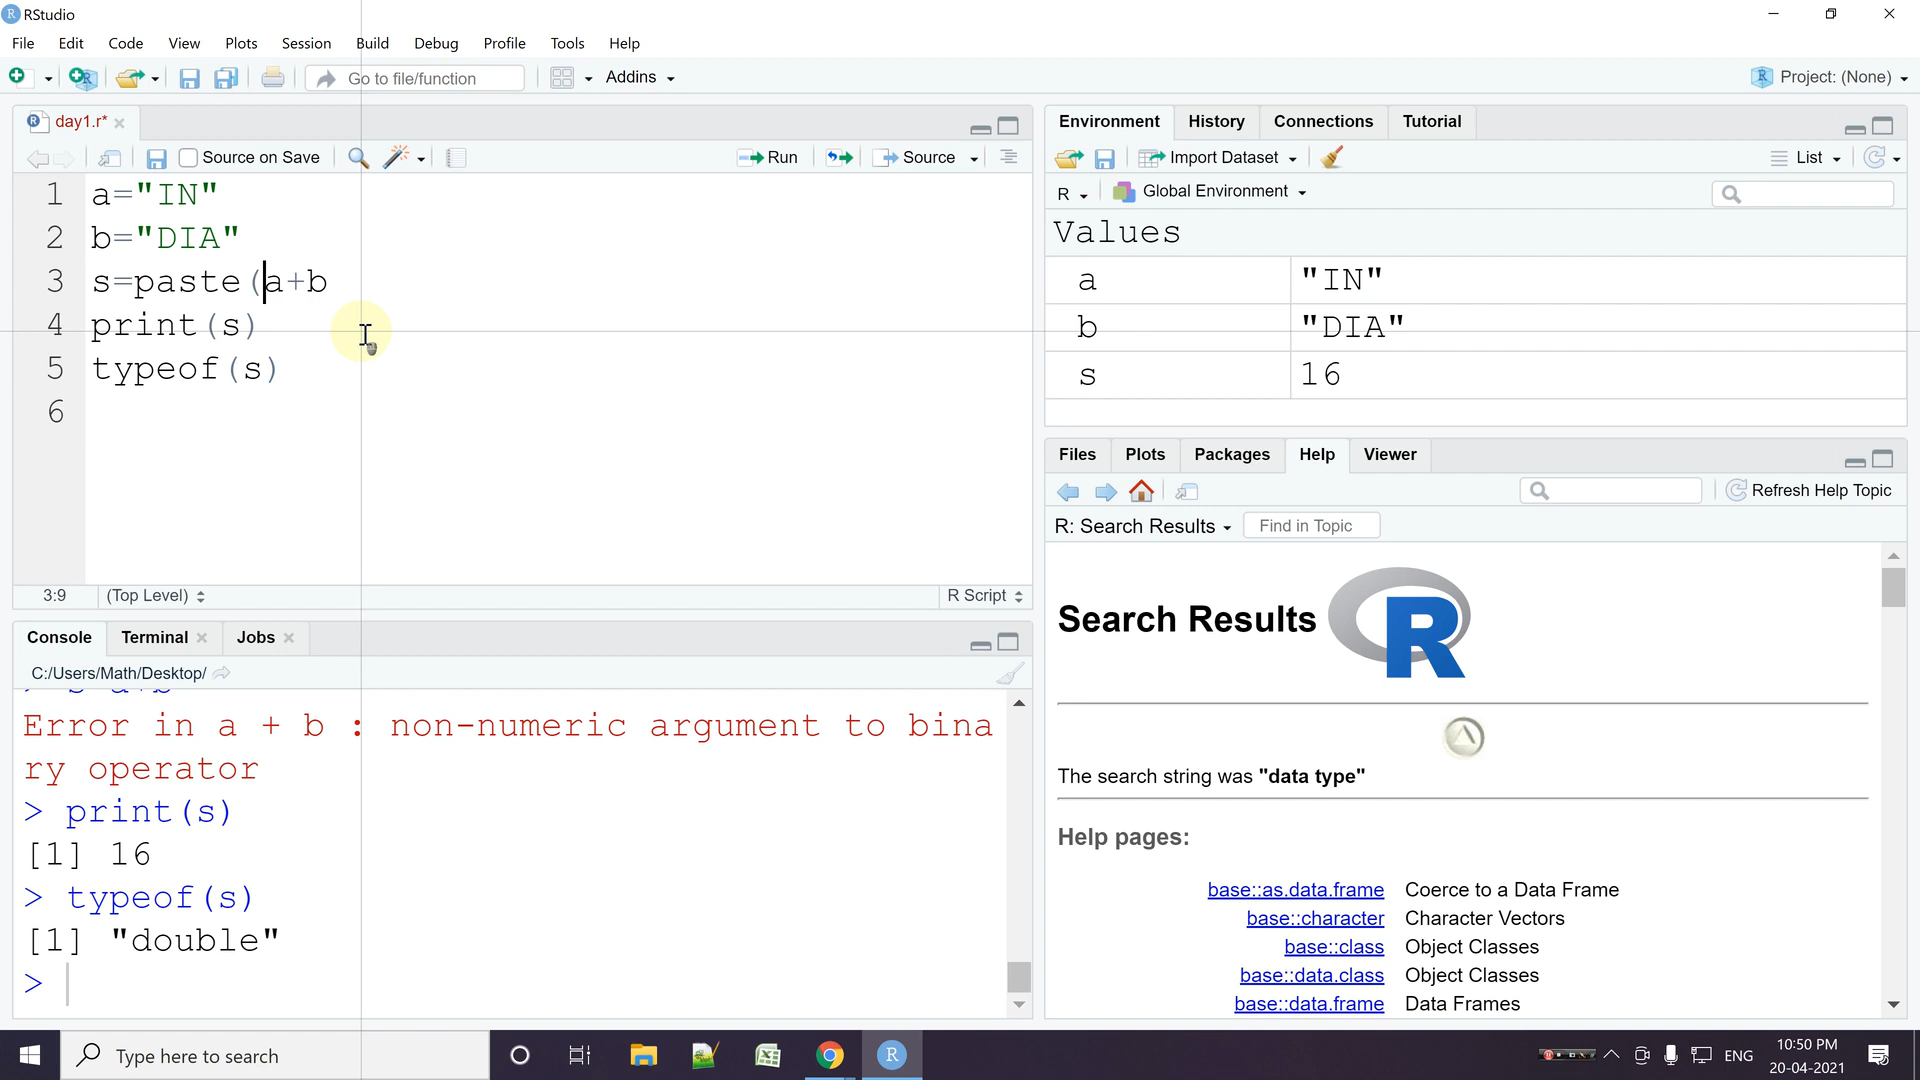 RStudio
File Edit Code View Plots Session Build Debug Profile Tools Help
Go to file/function Addins Project: (None)
day1.r*
Source on Save Run Source
1 a="IN"
2 b="DIA"
3 s=paste(a+b
4 print(s)
5 typeof(s)
6
3:9 (Top Level) R Script
Console Terminal Jobs
C:/Users/Math/Desktop/
Error in a + b : non-numeric argument to bina
ry operator
> print(s)
[1] 16
> typeof(s)
[1] "double"
>
Environment History Connections Tutorial
Import Dataset List
R Global Environment
Values
a "IN"
b "DIA"
s 16
Files Plots Packages Help Viewer
Refresh Help Topic
R: Search Results Find in Topic
Search Results R
The search string was "data type"
Help pages:
base::as.data.frame Coerce to a Data Frame
base::character Character Vectors
base::class Object Classes
base::data.class Object Classes
base::data.frame Data Frames
Type here to search
ENG
10:50 PM
20-04-2021